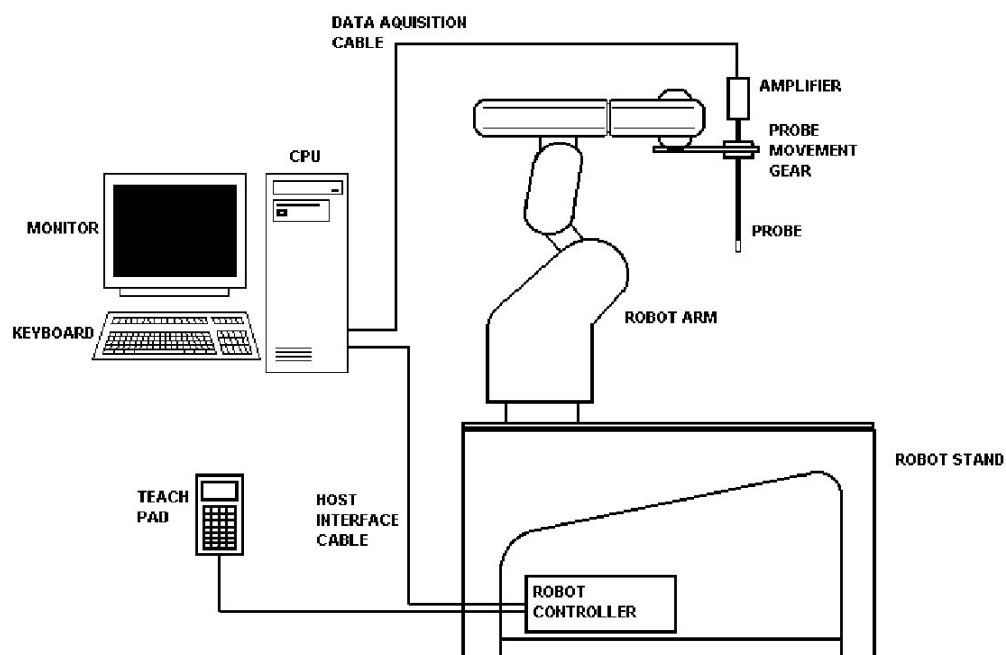 DATA AQUISITION
CABLE
AMPLIFIER
PROBE
MOVEMENT
GEAR
CPU
MONITOR
PROBE
KEYBOARD
ROBOT ARM
ROBOT STAND
TEACH
PAD
HOST
INTERFACE
CABLE
ROBOT
CONTROLLER